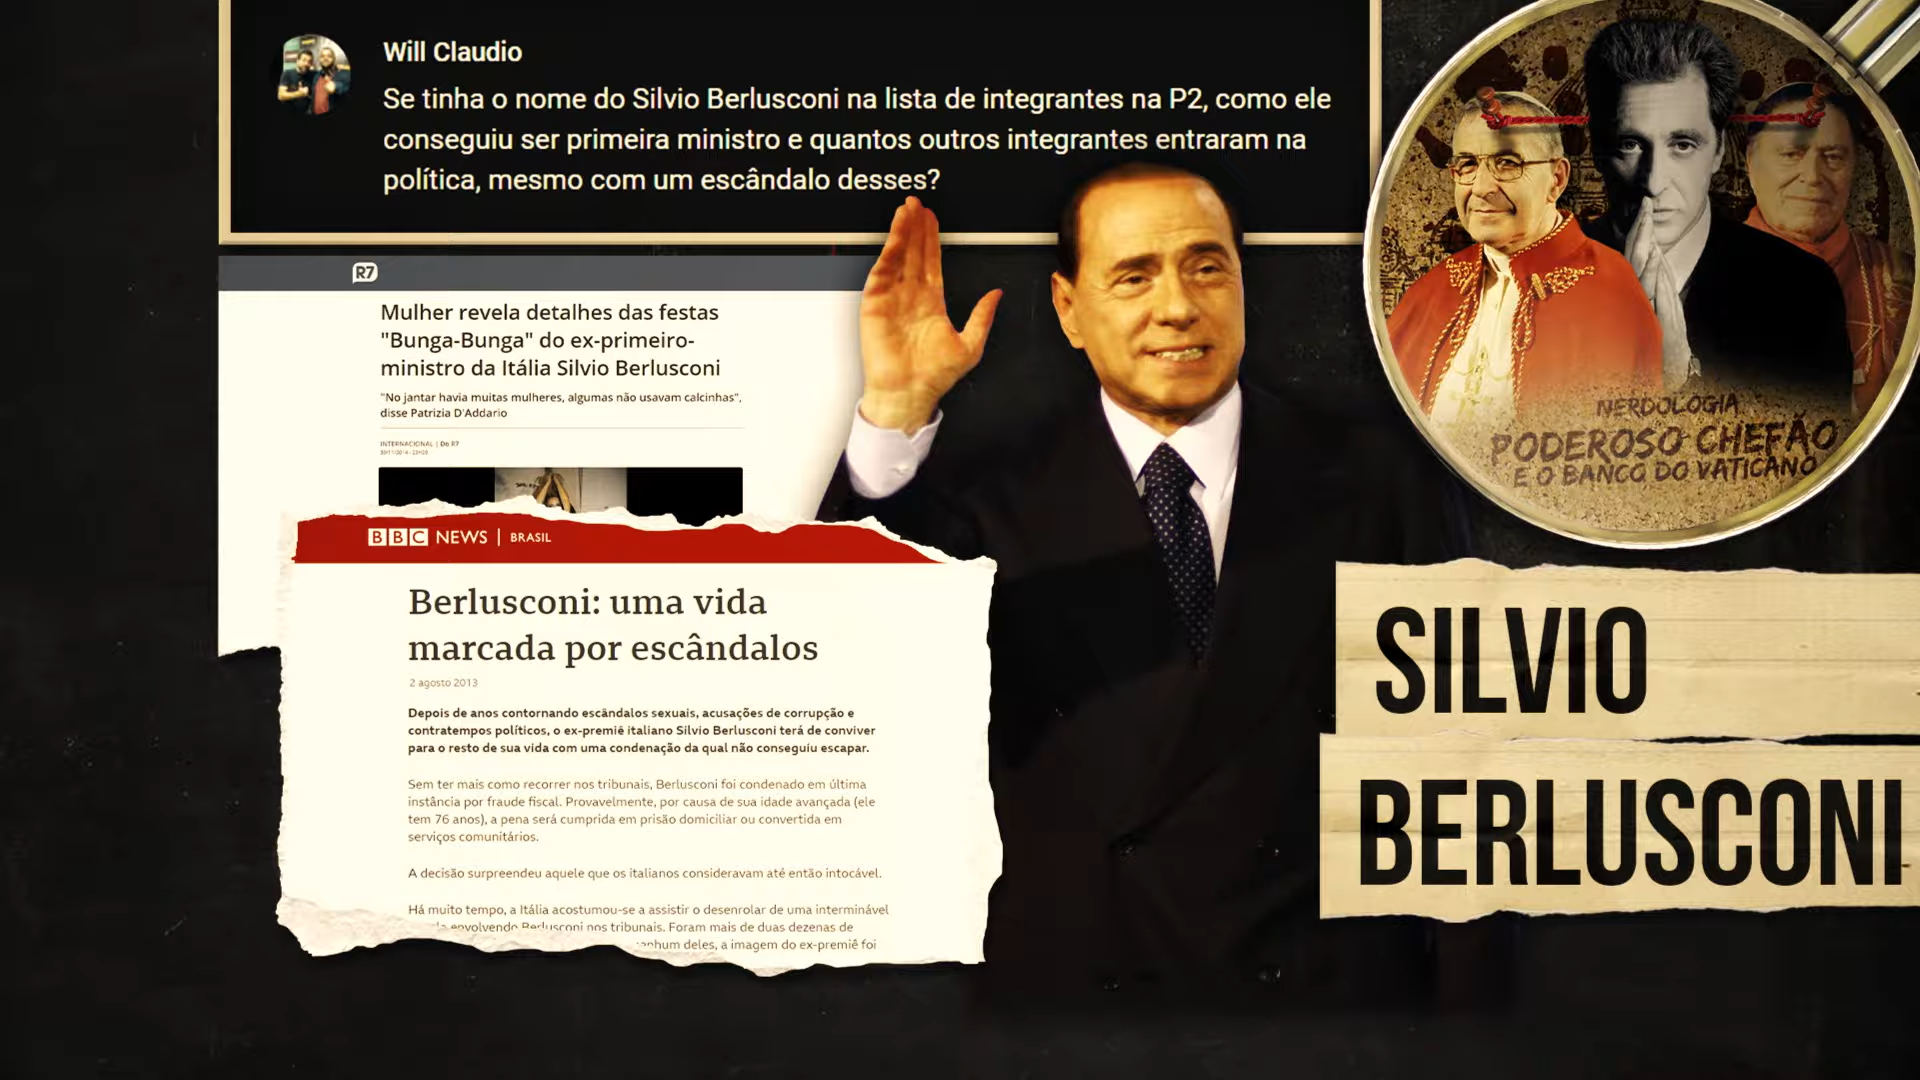 Will Claudio
Se tinha o nome do Silvio Berlusconi na lista de integrantes na P2, como ele
conseguiu ser primeira ministro e quantos outros integrantes entraram na
política, mesmo com um escândalo desses?
R7
Mulher revela detalhes das festas
"Bunga-Bunga" do ex-primeiro-
ministro da Itália Silvio Berlusconi
"No jantar havia muitas mulheres, algumas não usavam calcinhas",
disse Patrizia D'Addario
INTERNACIONAL | Do R7
BBC NEWS | BRASIL
Berlusconi: uma vida
marcada por escândalos
2 agosto 2013
Depois de anos contornando escândalos sexuais, acusações de corrupção e
contratempos políticos, o ex-premiê italiano Silvio Berlusconi terá de conviver
para o resto de sua vida com uma condenação da qual não conseguiu escapar.
Sem ter mais como recorrer nos tribunais, Berlusconi foi condenado em última
instância por fraude fiscal. Provavelmente, por causa de sua idade avançada (ele
tem 76 anos), a pena será cumprida em prisão domiciliar ou convertida em
serviços comunitários.
A decisão surpreendeu aquele que os italianos consideravam até então intocável.
Há muito tempo, a Itália acostumou-se a assistir o desenrolar de uma interminável
envolvendo Berlusconi nos tribunais. Foram mais de duas dezenas de
deles, a imagem do ex-premiê foi
NERDOLOGIA
PODEROSO CHEFÃO
E O BANCO DO VATICANO
SILVIO
BERLUSCONI